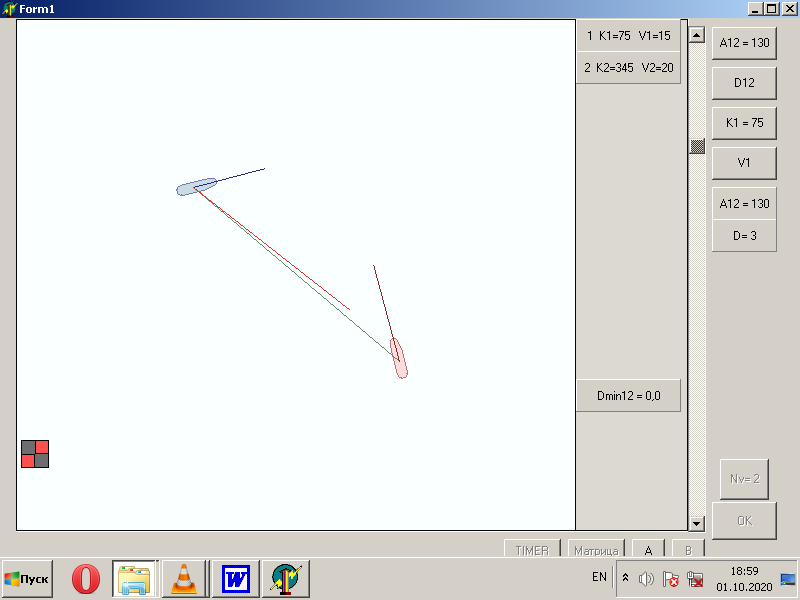 Form1
1 K1=75 V1=15
2 K2=345 V2=20
Dmin12 = 0,0
A12 = 130
D12
K1 = 75
V1
A12 = 130
D= 3
Nv= 2
OK
TIMER
Матрица
A
B
Пуск
W
EN
18:59
01.10.2020